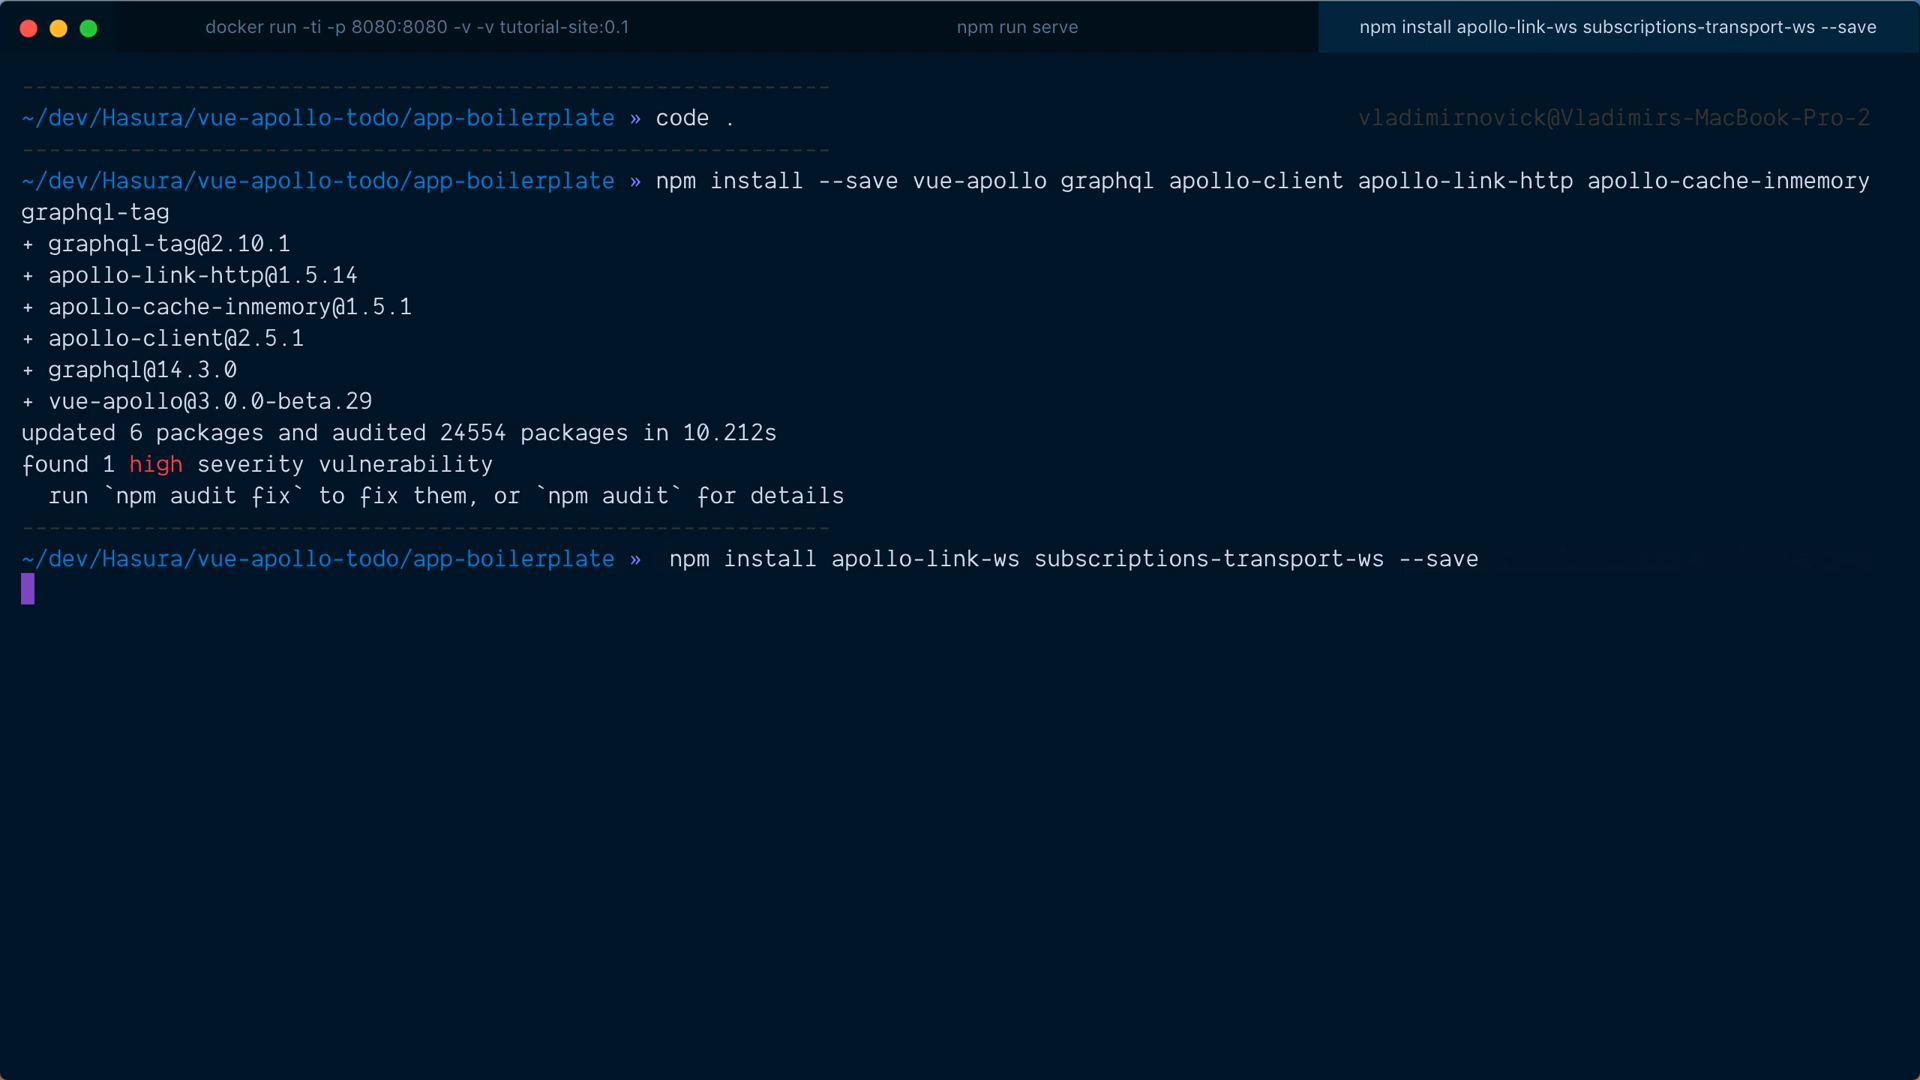 docker run -ti -p 8080:8080 -v -v tutorial-site:0.1 npm run serve npm install apollo-link-ws subscriptions-transport-ws --save
------------------------------------------------------------
~/dev/Hasura/vue-apollo-todo/app-boilerplate » code . vladimirnovick@Vladimirs-MacBook-Pro-2
------------------------------------------------------------
~/dev/Hasura/vue-apollo-todo/app-boilerplate » npm install --save vue-apollo graphql apollo-client apollo-link-http apollo-cache-inmemory
graphql-tag
+ graphql-tag@2.10.1
+ apollo-link-http@1.5.14
+ apollo-cache-inmemory@1.5.1
+ apollo-client@2.5.1
+ graphql@14.3.0
+ vue-apollo@3.0.0-beta.29
updated 6 packages and audited 24554 packages in 10.212s
found 1 high severity vulnerability
  run `npm audit fix` to fix them, or `npm audit` for details
------------------------------------------------------------
~/dev/Hasura/vue-apollo-todo/app-boilerplate »  npm install apollo-link-ws subscriptions-transport-ws --save